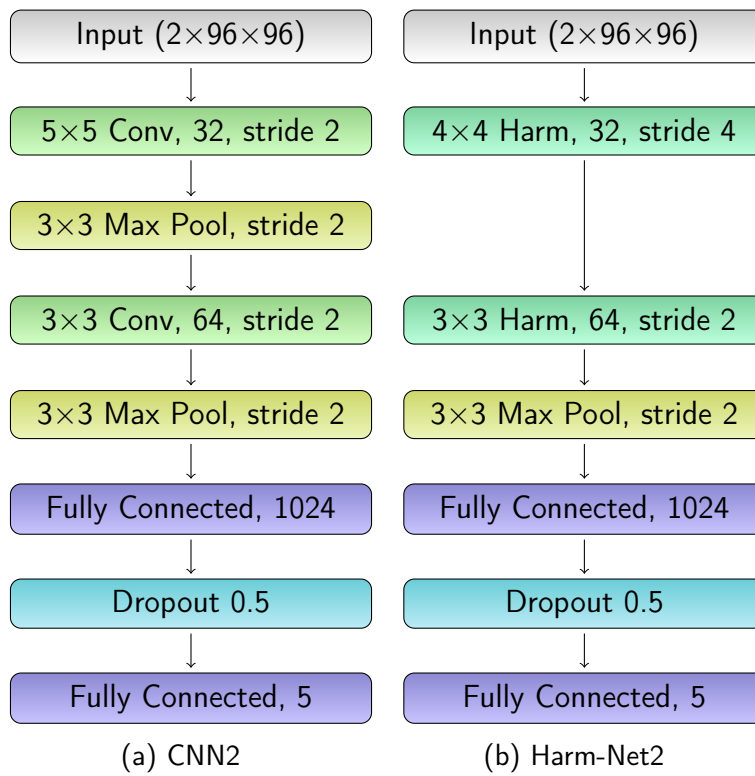 Input (2×96×96)
5×5 Conv, 32, stride 2
3×3 Max Pool, stride 2
3×3 Conv, 64, stride 2
3×3 Max Pool, stride 2
Fully Connected, 1024
Dropout 0.5
Fully Connected, 5
(a) CNN2
Input (2×96×96)
4×4 Harm, 32, stride 4
3×3 Harm, 64, stride 2
3×3 Max Pool, stride 2
Fully Connected, 1024
Dropout 0.5
Fully Connected, 5
(b) Harm-Net2